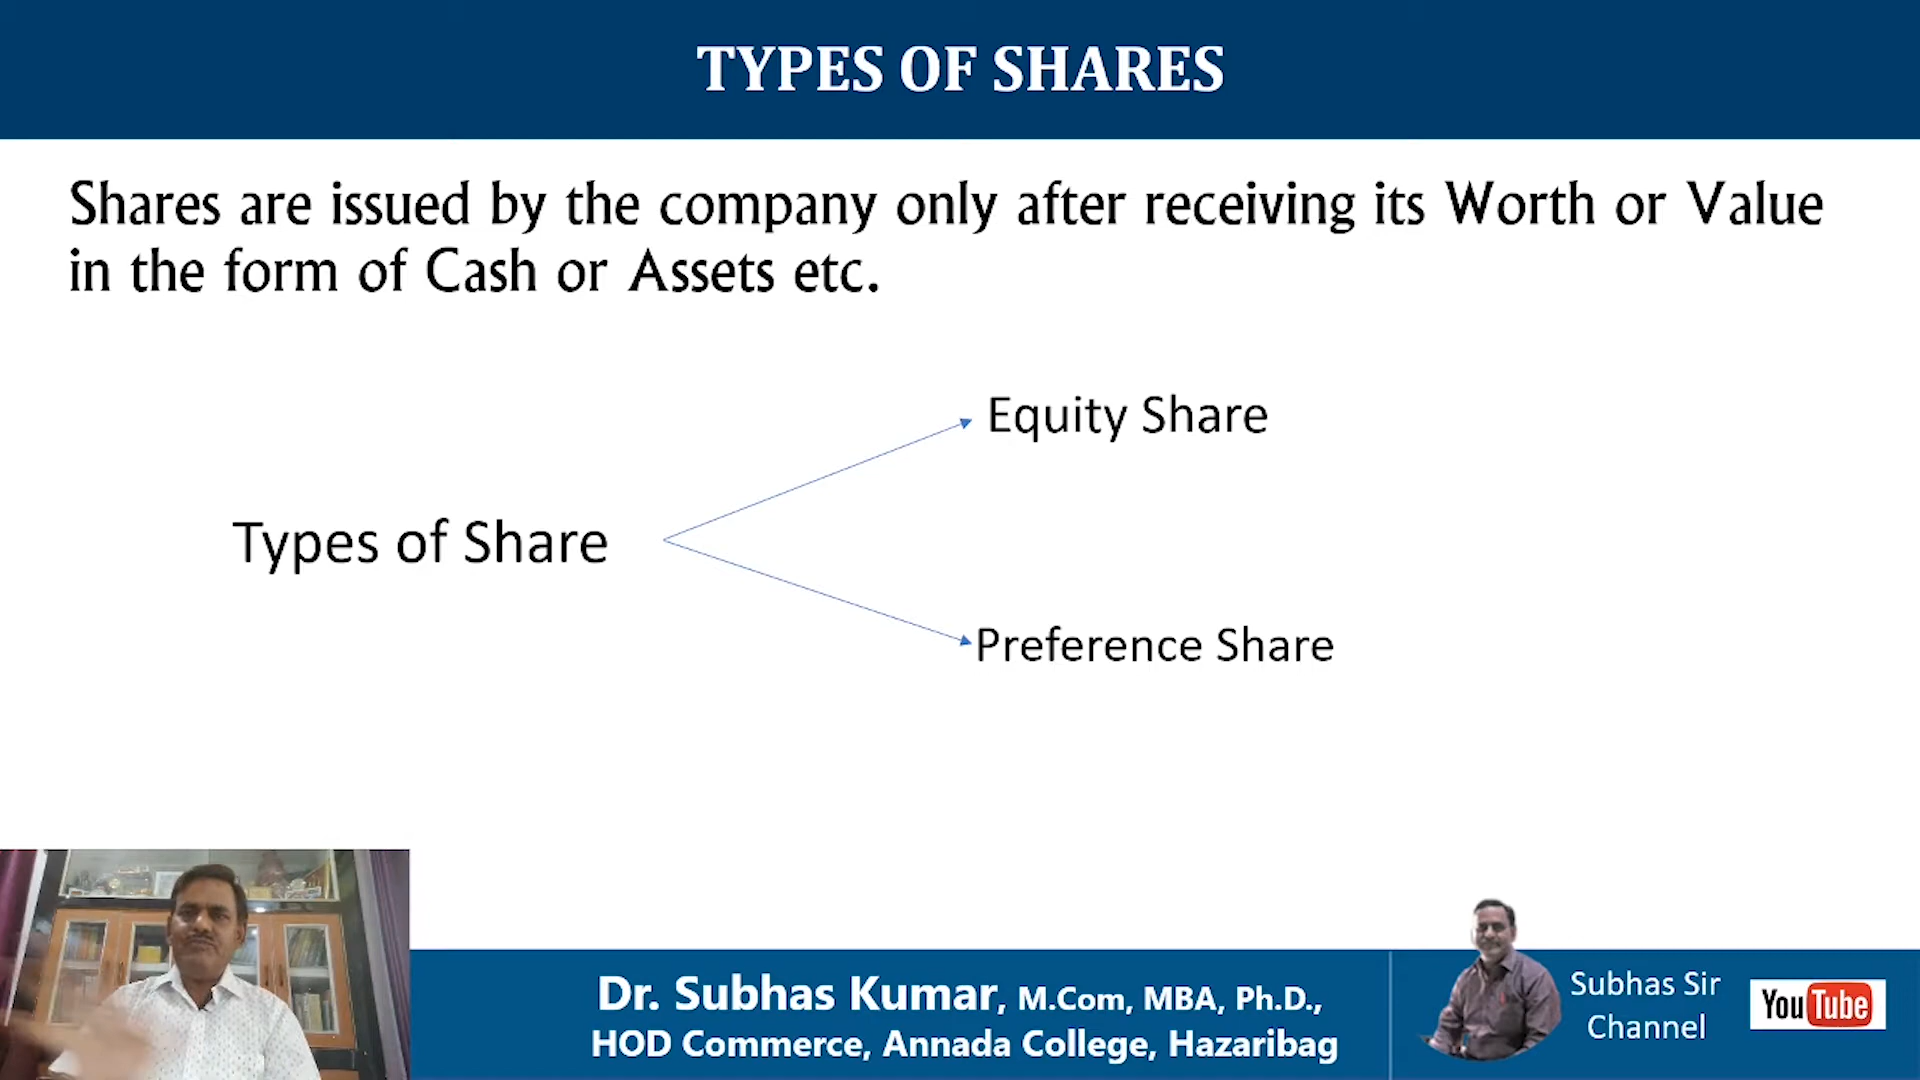 TYPES OF SHARES
Shares are issued by the company only after receiving its Worth or Value
in the form of Cash or Assets etc.
Equity Share
Types of Share
Preference Share
Dr. Subhas Kumar, M.Com, MBA, Ph.D.,
HOD Commerce, Annada College, Hazaribag
Subhas Sir
Channel
YouTube